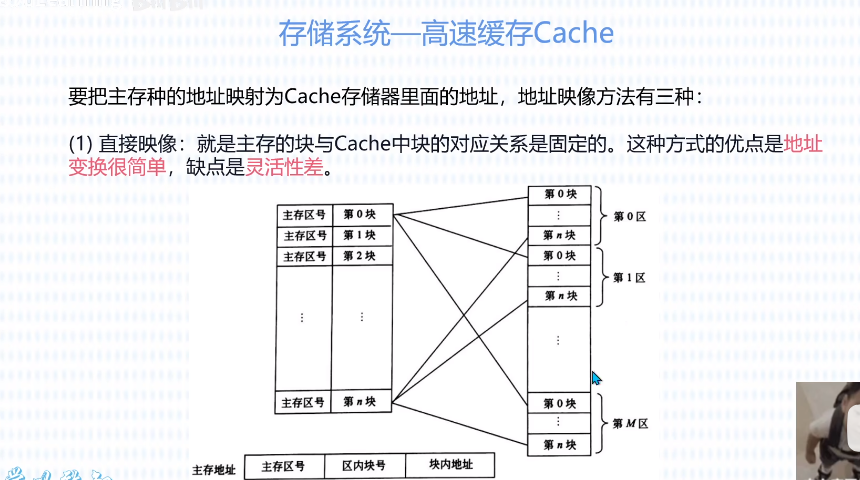 存储系统—高速缓存Cache
要把主存种的地址映射为Cache存储器里面的地址，地址映像方法有三种：
(1) 直接映像：就是主存的块与Cache中块的对应关系是固定的。这种方式的优点是地址
变换很简单，缺点是灵活性差。
主存区号 第 0 块
主存区号 第 1 块
主存区号 第 2 块
⋮ ⋮
主存区号 第 n 块
第 0 块
⋮
第 n 块
第 0 区
第 0 块
⋮
第 n 块
第 1 区
⋮
第 0 块
⋮
第 n 块
第 M 区
主存地址 主存区号 区内块号 块内地址